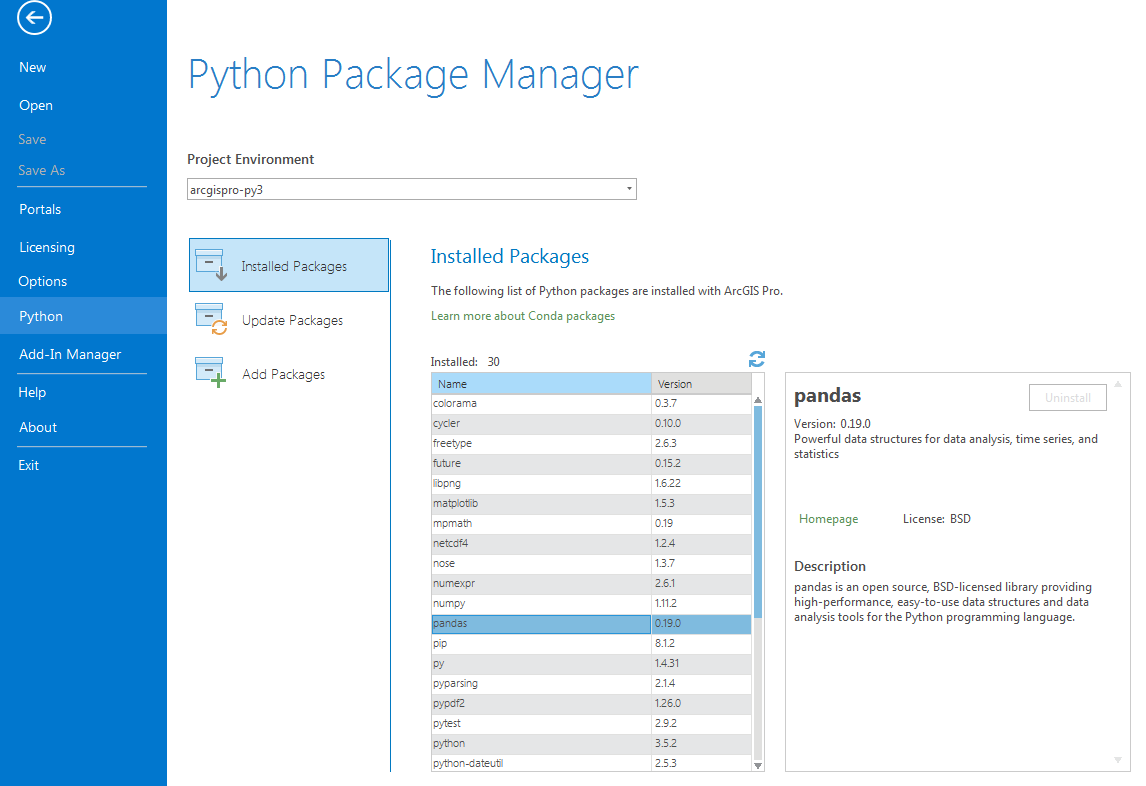 New
Open
Save
Save As
Portals
Licensing
Options
Python
Add-In Manager
Help
About
Exit
Python Package Manager
Project Environment
arcgispro-py3
Installed Packages
Update Packages
Add Packages
Installed Packages
The following list of Python packages are installed with ArcGIS Pro.
Learn more about Conda packages
Installed: 30
Name Version
colorama 0.3.7
cycler 0.10.0
freetype 2.6.3
future 0.15.2
libpng 1.6.22
matplotlib 1.5.3
mpmath 0.19
netcdf4 1.2.4
nose 1.3.7
numexpr 2.6.1
numpy 1.11.2
pandas 0.19.0
pip 8.1.2
py 1.4.31
pyparsing 2.1.4
pypdf2 1.26.0
pytest 2.9.2
python 3.5.2
python-dateutil 2.5.3
pandas
Uninstall
Version: 0.19.0
Powerful data structures for data analysis, time series, and
statistics
Homepage License: BSD
Description
pandas is an open source, BSD-licensed library providing
high-performance, easy-to-use data structures and data
analysis tools for the Python programming language.